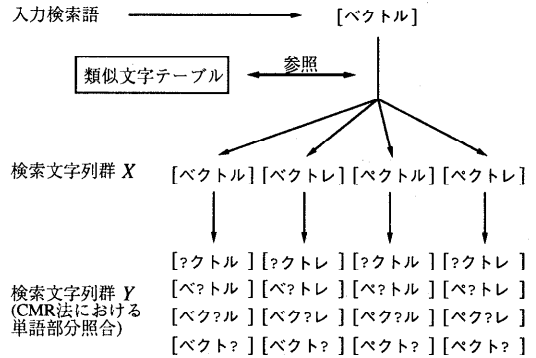 入力検索語
[ベクトル]
類似文字テーブル
参照
検索文字列群 X
[ベクトル] [ベクトレ] [ペクトル] [ペクトレ]
[?クトル ] [?クトレ ] [?クトル ] [?クトレ ]
[ベ?トル ] [ベ?トレ ] [ペ?トル ] [ペ?トレ ]
[ベク?ル ] [ベク?レ ] [ペク?ル ] [ペク?レ ]
[ベクト? ] [ベクト? ] [ペクト? ] [ペクト? ]
検索文字列群 Y
(CMR法における
単語部分照合)